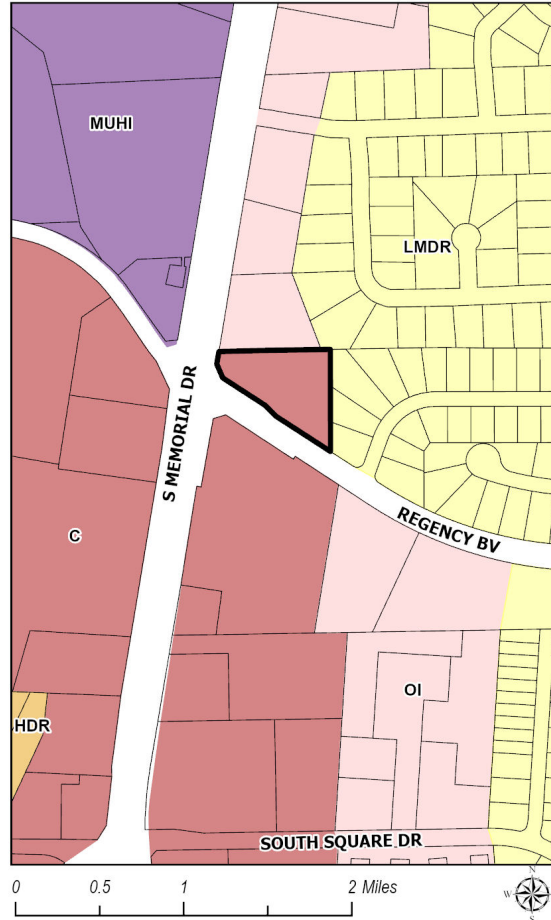 MUHI
LMDR
S MEMORIAL DR
C
REGENCY BV
HDR
OI
SOUTH SQUARE DR
0 0.5 1 2 Miles
N
W E
S